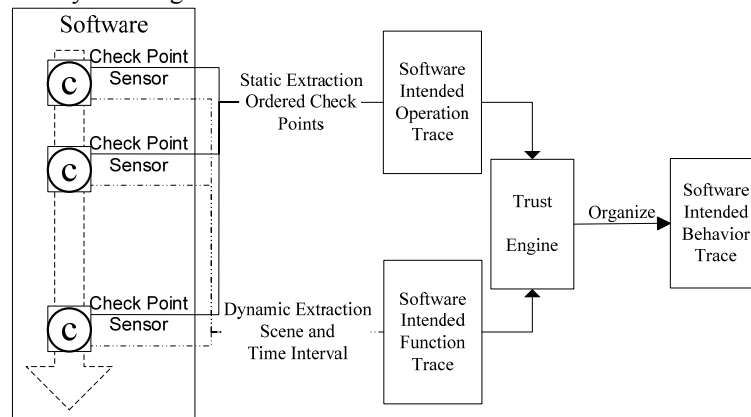 Software
Check Point
Sensor
c
Check Point
Sensor
c
Check Point
Sensor
c
Static Extraction
Ordered Check
Points
Dynamic Extraction
Scene and
Time Interval
Software
Intended
Operation
Trace
Software
Intended
Function
Trace
Trust
Engine
Organize
Software
Intended
Behavior
Trace